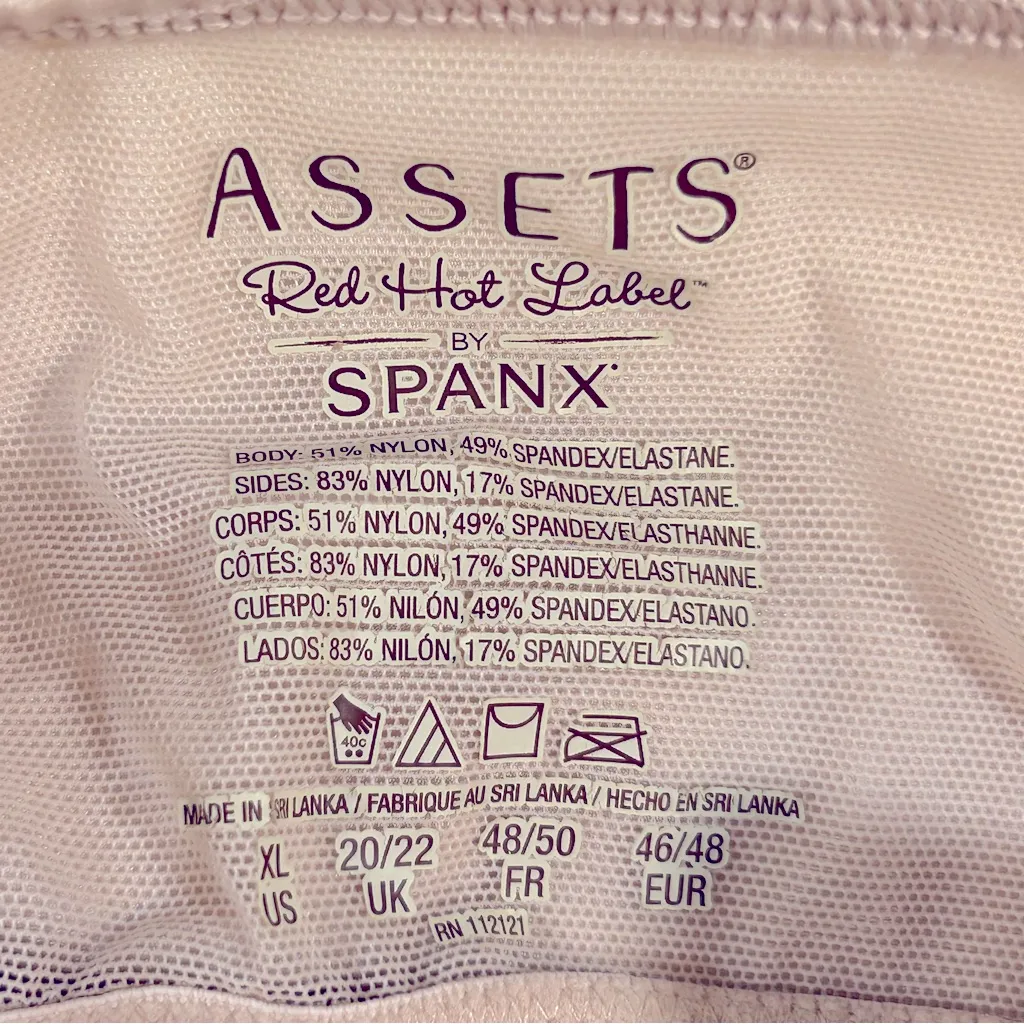 ASSETS®
Red Hot Label™
BY
SPANX®
BODY: 51% NYLON, 49% SPANDEX/ELASTANE.
SIDES: 83% NYLON, 17% SPANDEX/ELASTANE.
CORPS: 51% NYLON, 49% SPANDEX/ELASTHANNE.
CÔTÉS: 83% NYLON, 17% SPANDEX/ELASTHANNE.
CUERPO: 51% NILÓN, 49% SPANDEX/ELASTANO.
LADOS: 83% NILÓN, 17% SPANDEX/ELASTANO.
40c
MADE IN SRI LANKA / FABRIQUE AU SRI LANKA / HECHO EN SRI LANKA
XL 20/22 48/50 46/48
US UK FR EUR
RN 112121